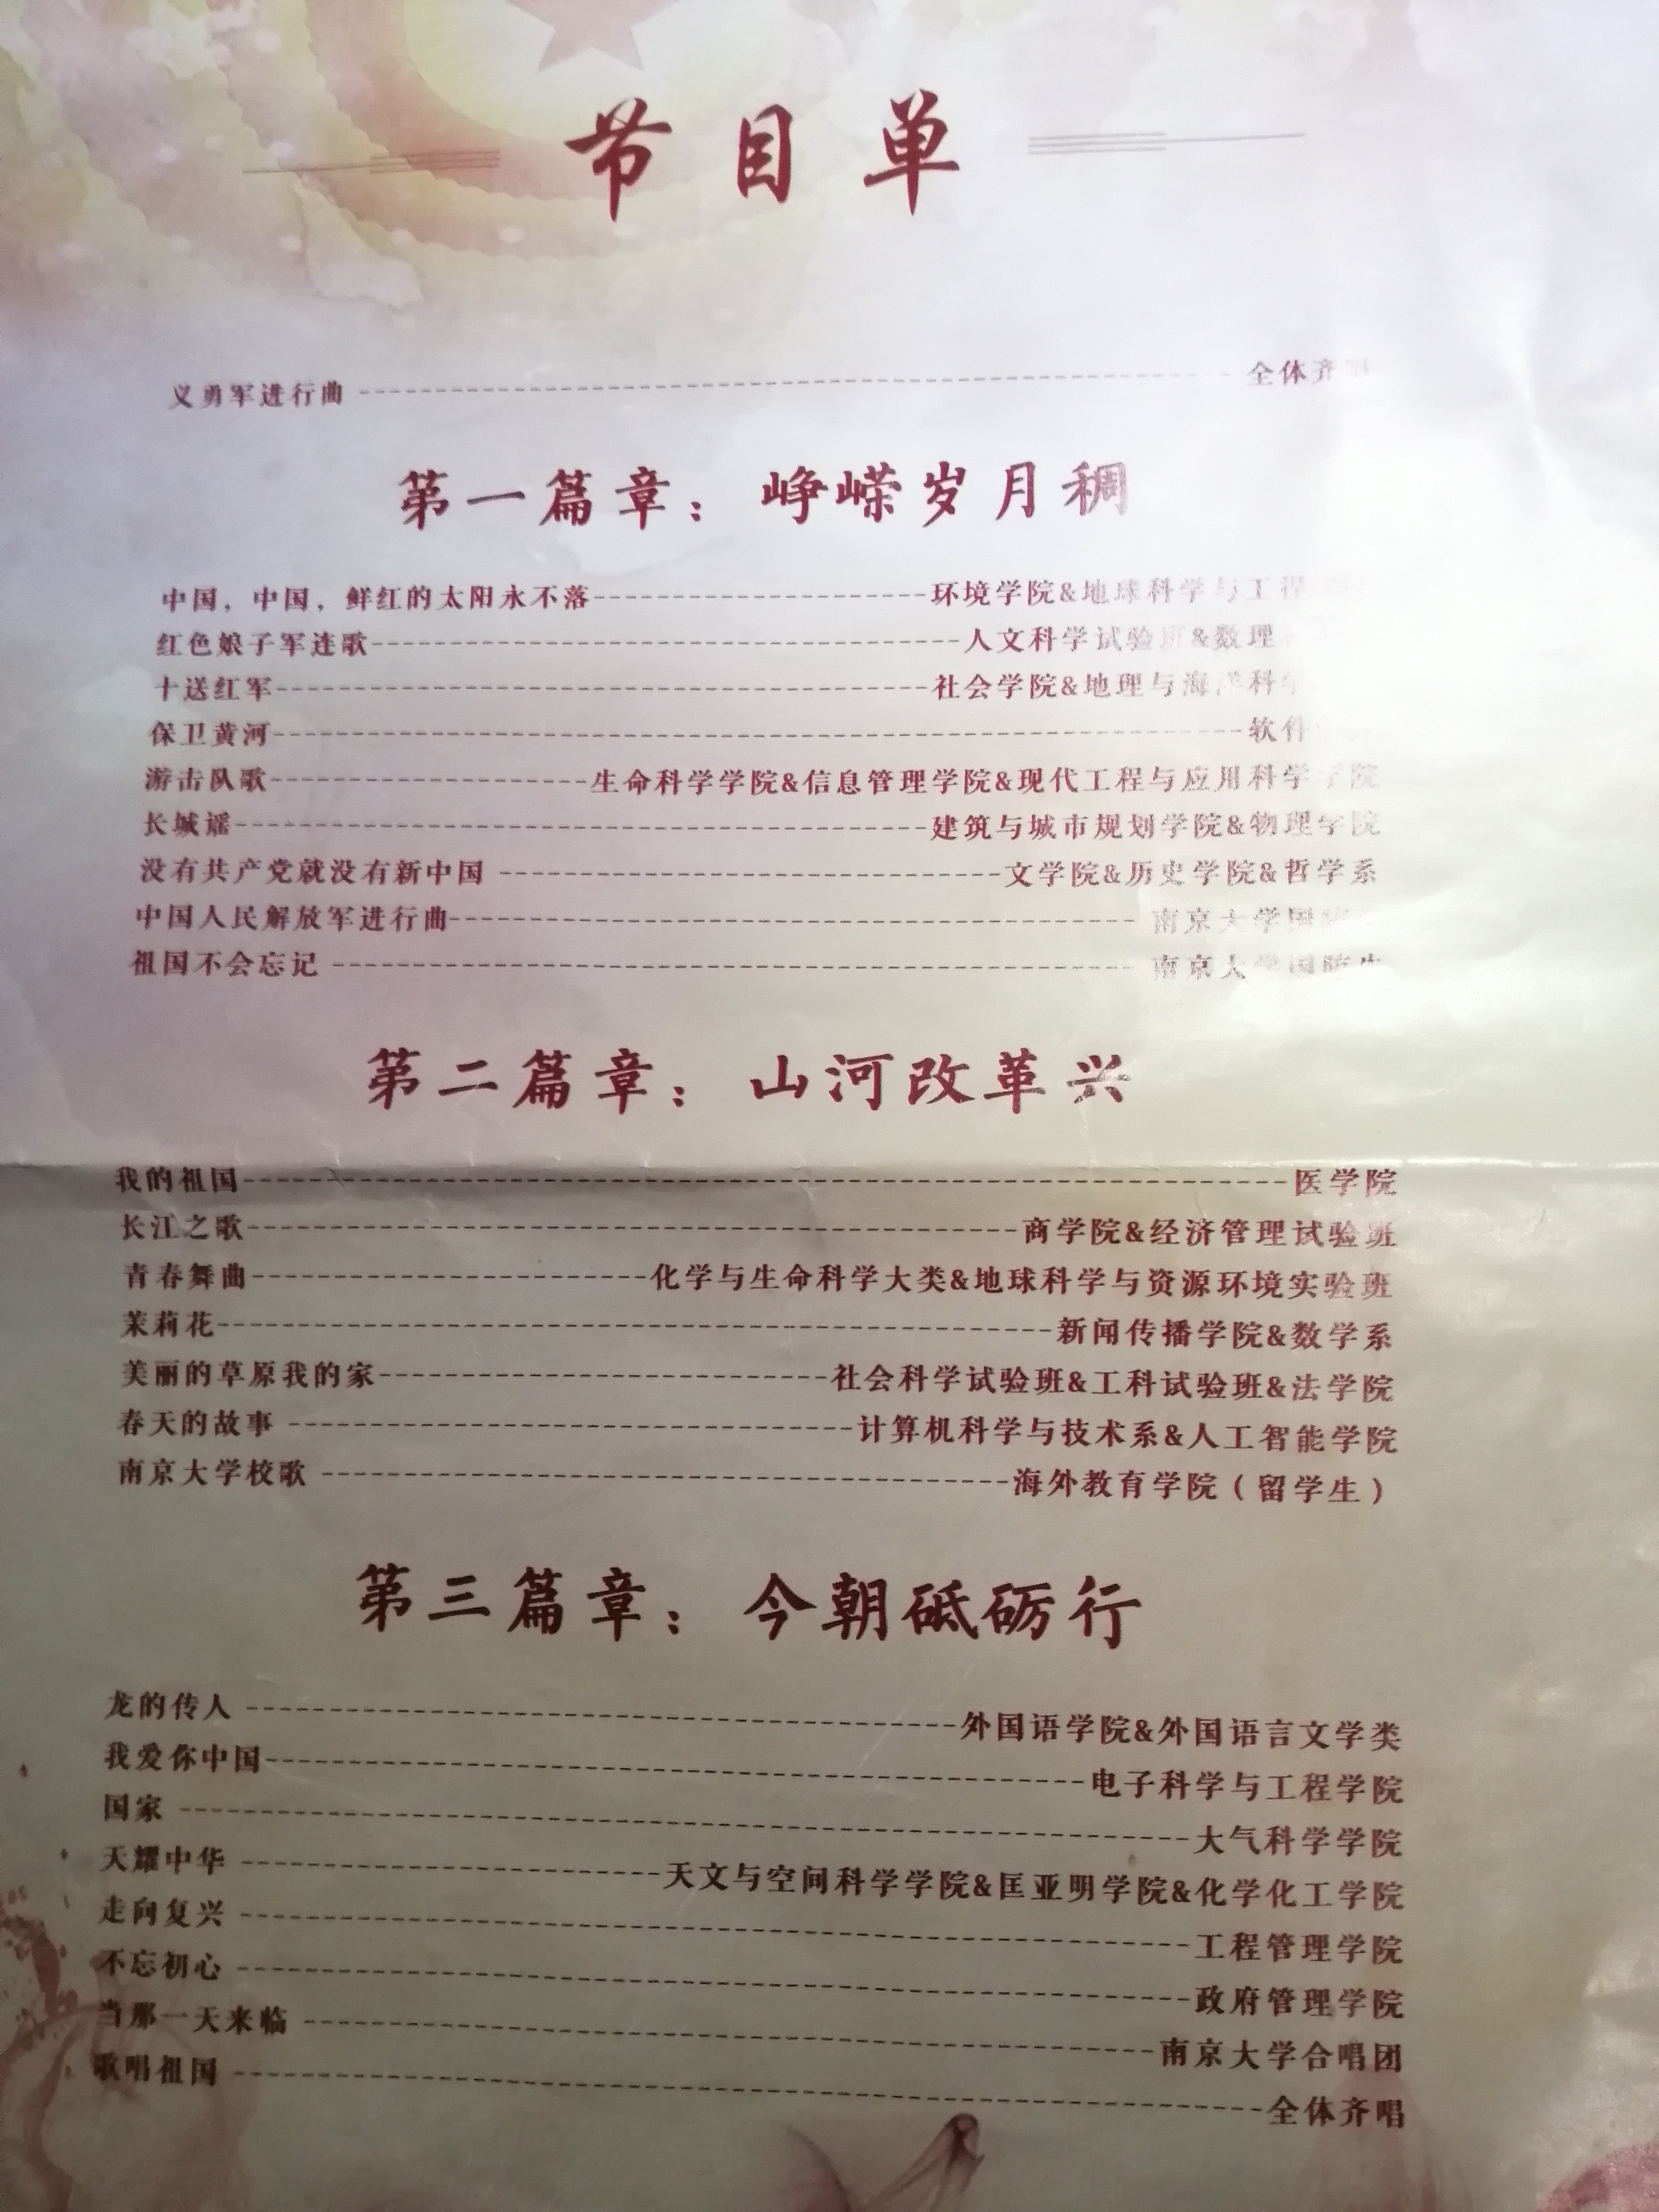 节目单
义勇军进行曲 全体齐唱
第一篇章：峥嵘岁月稠
中国，中国，鲜红的太阳永不落 环境学院&地球科学与工程
红色娘子军连歌 人文科学试验班&数理
十送红军 社会学院&地理与海洋科学
保卫黄河 软件
游击队歌 生命科学学院&信息管理学院&现代工程与应用科学学院
长城谣 建筑与城市规划学院&物理学院
没有共产党就没有新中国 文学院&历史学院&哲学系
中国人民解放军进行曲 南京大学国防
祖国不会忘记 南京大学国防生
第二篇章：山河改革兴
我的祖国 医学院
长江之歌 商学院&经济管理试验班
青春舞曲 化学与生命科学大类&地球科学与资源环境实验班
茉莉花 新闻传播学院&数学系
美丽的草原我的家 社会科学试验班&工科试验班&法学院
春天的故事 计算机科学与技术系&人工智能学院
南京大学校歌 海外教育学院（留学生）
第三篇章：今朝砥砺行
龙的传人 外国语学院&外国语言文学类
我爱你中国 电子科学与工程学院
国家 大气科学学院
天耀中华 天文与空间科学学院&匡亚明学院&化学化工学院
走向复兴 工程管理学院
不忘初心 政府管理学院
当那一天来临 南京大学合唱团
歌唱祖国 全体齐唱